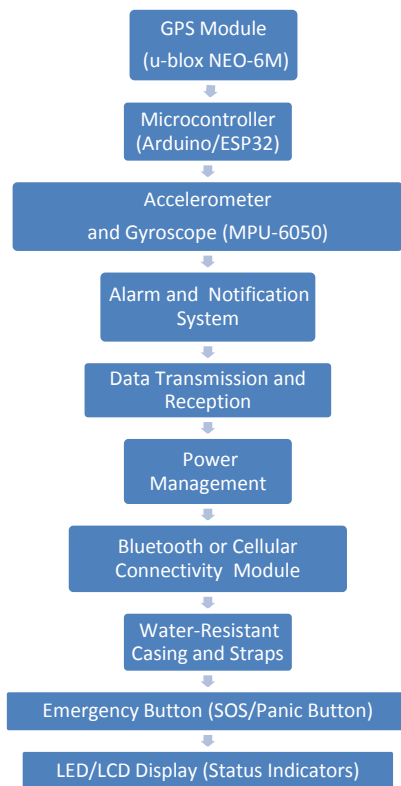 GPS Module
(u-blox NEO-6M)
Microcontroller
(Arduino/ESP32)
Accelerometer
and Gyroscope (MPU-6050)
Alarm and Notification
System
Data Transmission and
Reception
Power
Management
Bluetooth or Cellular
Connectivity Module
Water-Resistant
Casing and Straps
Emergency Button (SOS/Panic Button)
LED/LCD Display (Status Indicators)